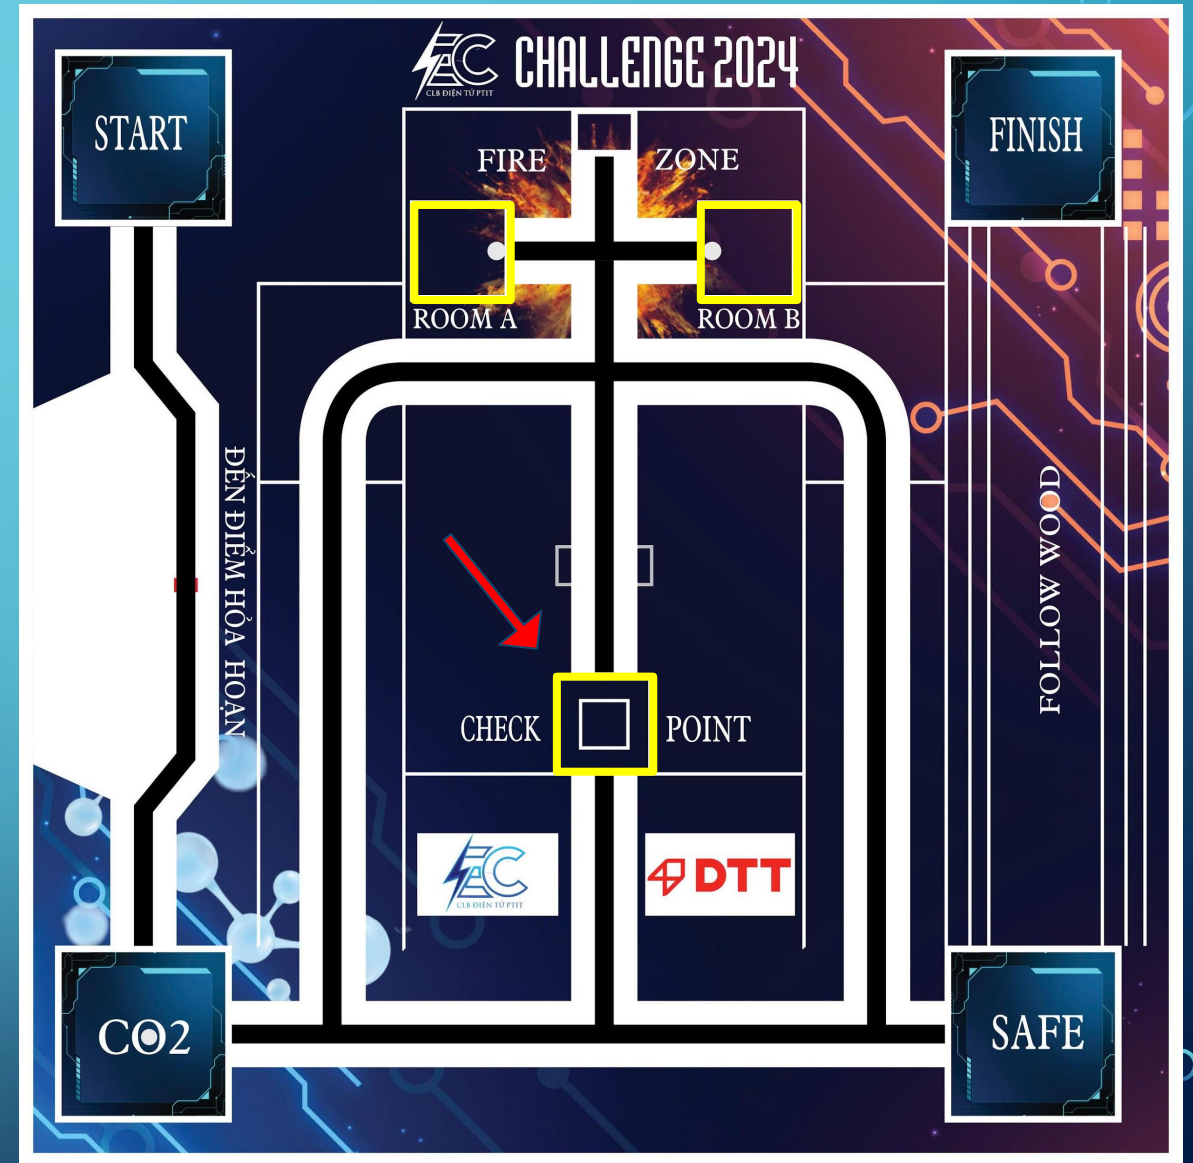 EC CHALLENGE 2024
CLB ĐIỆN TỬ PTIT
START
FINISH
FIRE ZONE
ROOM A
ROOM B
ĐẾN ĐIỂM HỎA HOẠN
FOLLOW WOOD
CHECK POINT
EC
CLB ĐIỆN TỬ PTIT
DTT
CO2
SAFE